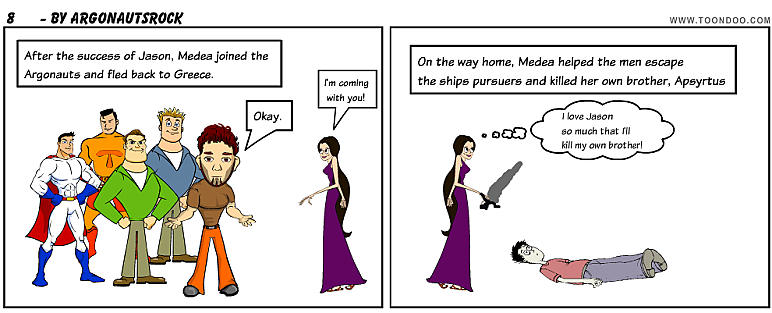 8 - BY ARGONAUTSROCK
WWW.TOONDOO.COM
After the success of Jason, Medea joined the
Argonauts and fled back to Greece.
I'm coming
with you!
Okay.
On the way home, Medea helped the men escape
the ships pursuers and killed her own brother, Apsyrtus
I love Jason
so much that I'll
kill my own brother!